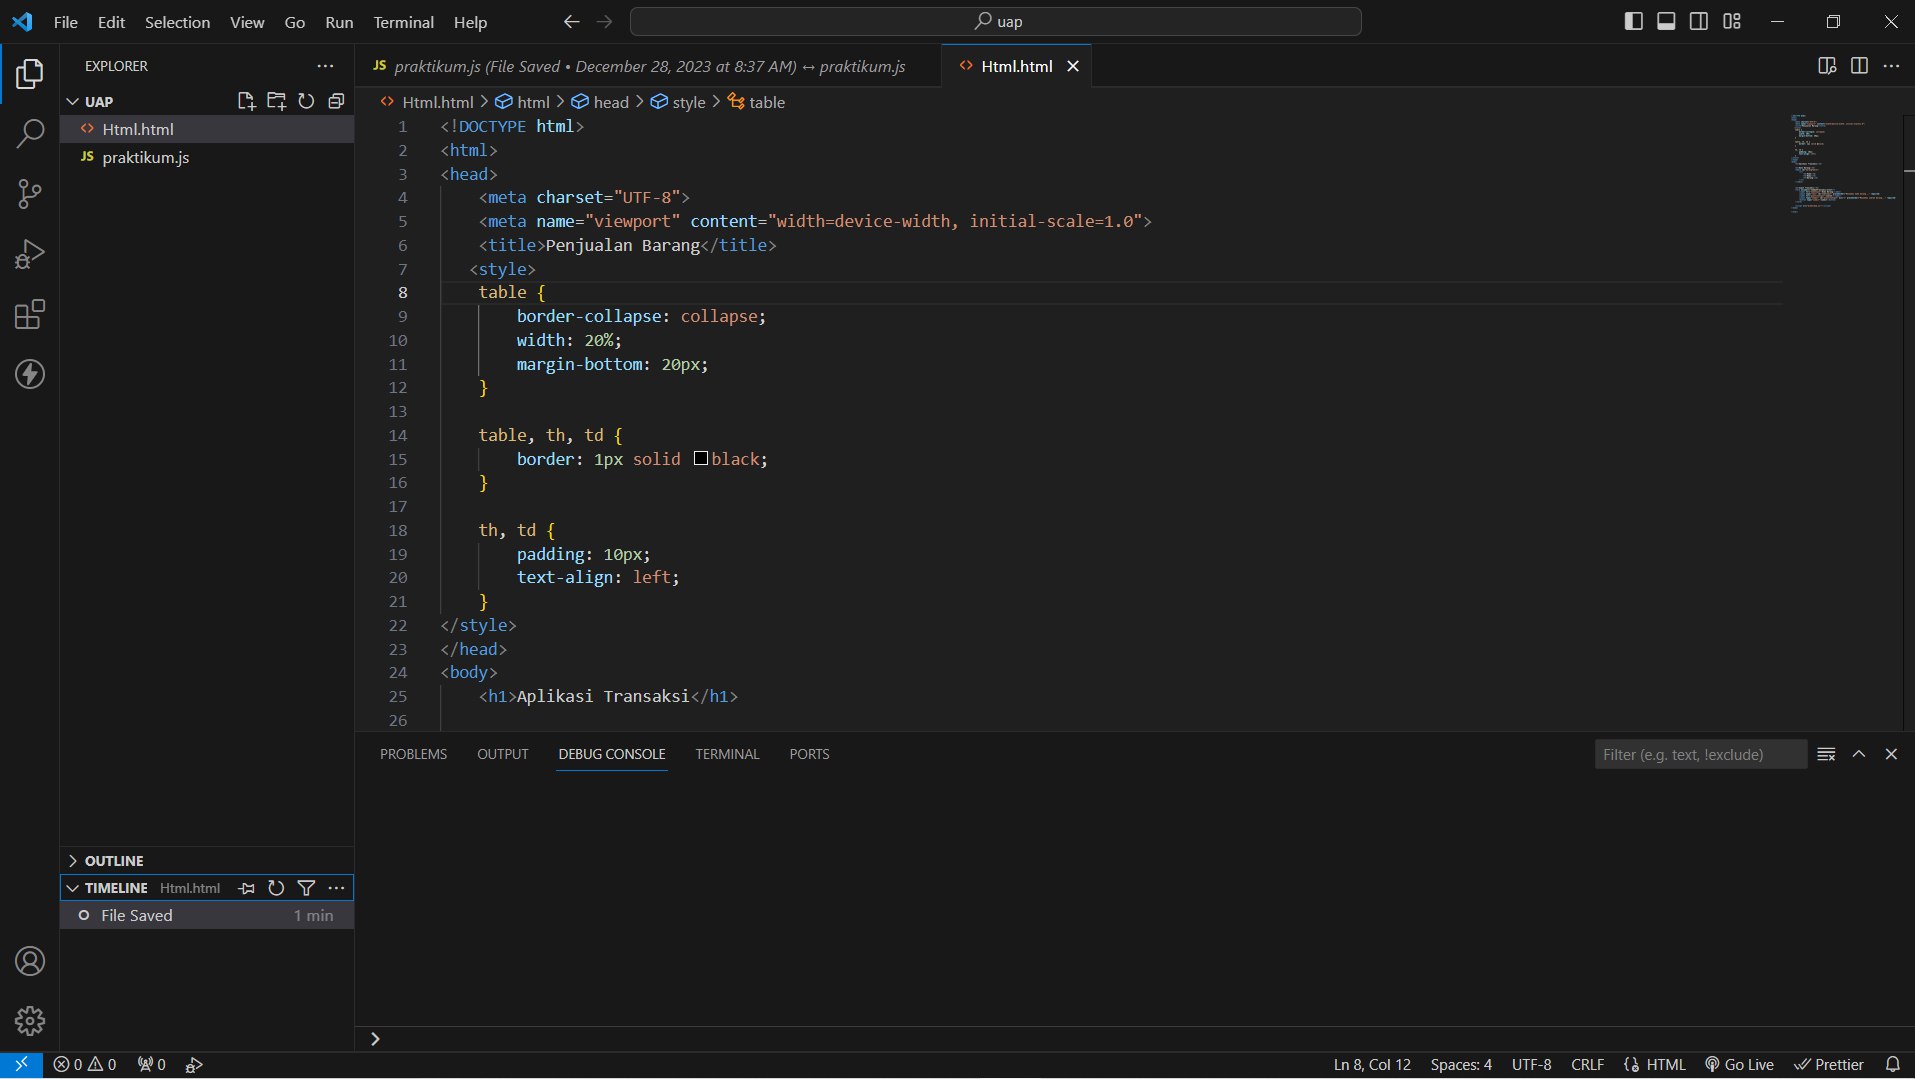 File Edit Selection View Go Run Terminal Help
uap
EXPLORER
UAP
Html.html
JS praktikum.js
OUTLINE
TIMELINE Html.html
File Saved 1 min
JS praktikum.js (File Saved • December 28, 2023 at 8:37 AM) ↔ praktikum.js
Html.html
Html.html > html > head > style > table
1 <!DOCTYPE html>
2 <html>
3 <head>
4 <meta charset="UTF-8">
5 <meta name="viewport" content="width=device-width, initial-scale=1.0">
6 <title>Penjualan Barang</title>
7 <style>
8 table {
9 border-collapse: collapse;
10 width: 20%;
11 margin-bottom: 20px;
12 }
13
14 table, th, td {
15 border: 1px solid black;
16 }
17
18 th, td {
19 padding: 10px;
20 text-align: left;
21 }
22 </style>
23 </head>
24 <body>
25 <h1>Aplikasi Transaksi</h1>
26
PROBLEMS OUTPUT DEBUG CONSOLE TERMINAL PORTS
Filter (e.g. text, !exclude)
0 0 0
Ln 8, Col 12 Spaces: 4 UTF-8 CRLF {} HTML Go Live Prettier